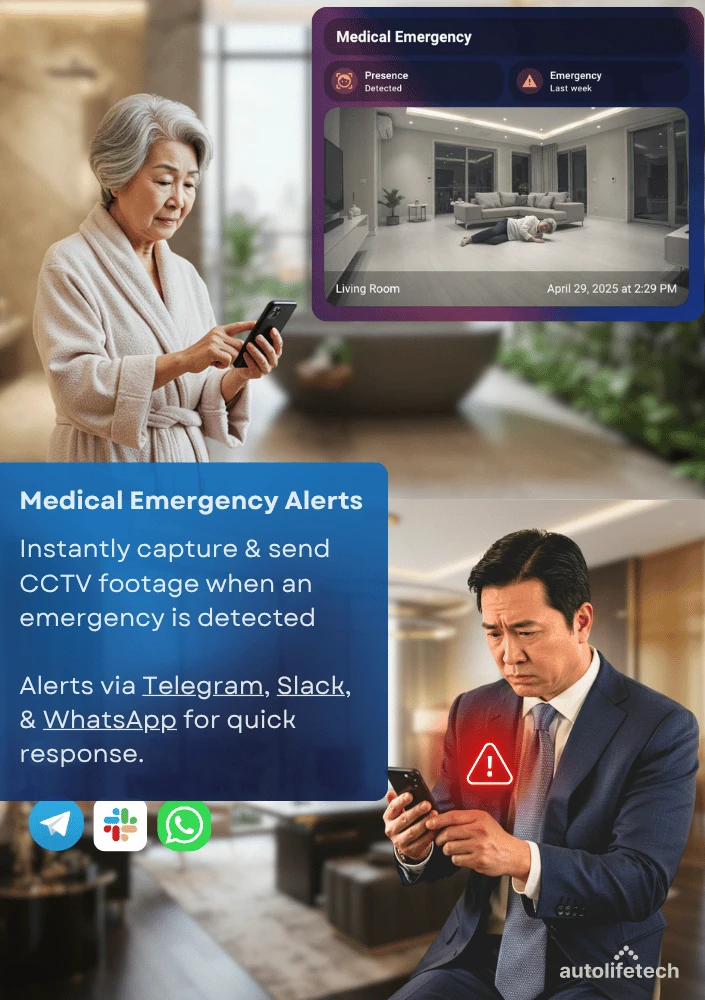 Medical Emergency
Presence
Detected
Emergency
Last week
Living Room
April 29, 2025 at 2:29 PM
Medical Emergency Alerts
Instantly capture & send
CCTV footage when an
emergency is detected
Alerts via Telegram, Slack,
& WhatsApp for quick
response.
autolifetech